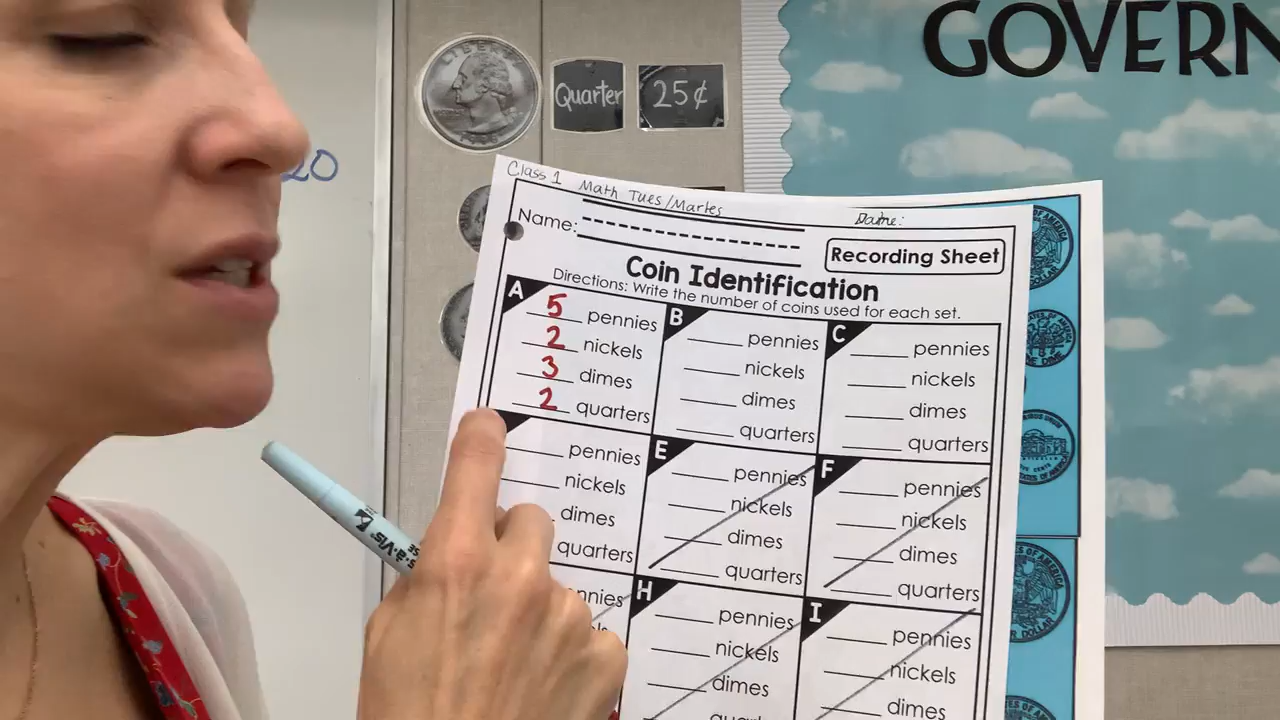 GOVERN
Quarter
25¢
LIBERTY
20
Class 1 Math Tues/Martes
Date:
Name:
Recording Sheet
Coin Identification
Directions: Write the number of coins used for each set.
A
5 pennies
2 nickels
3 dimes
2 quarters
B
pennies
nickels
dimes
quarters
C
pennies
nickels
dimes
quarters
pennies
nickels
dimes
quarters
E
pennies
nickels
dimes
quarters
F
pennies
nickels
dimes
quarters
nnies
H
pennies
nickels
dimes
I
pennies
nickels
dimes